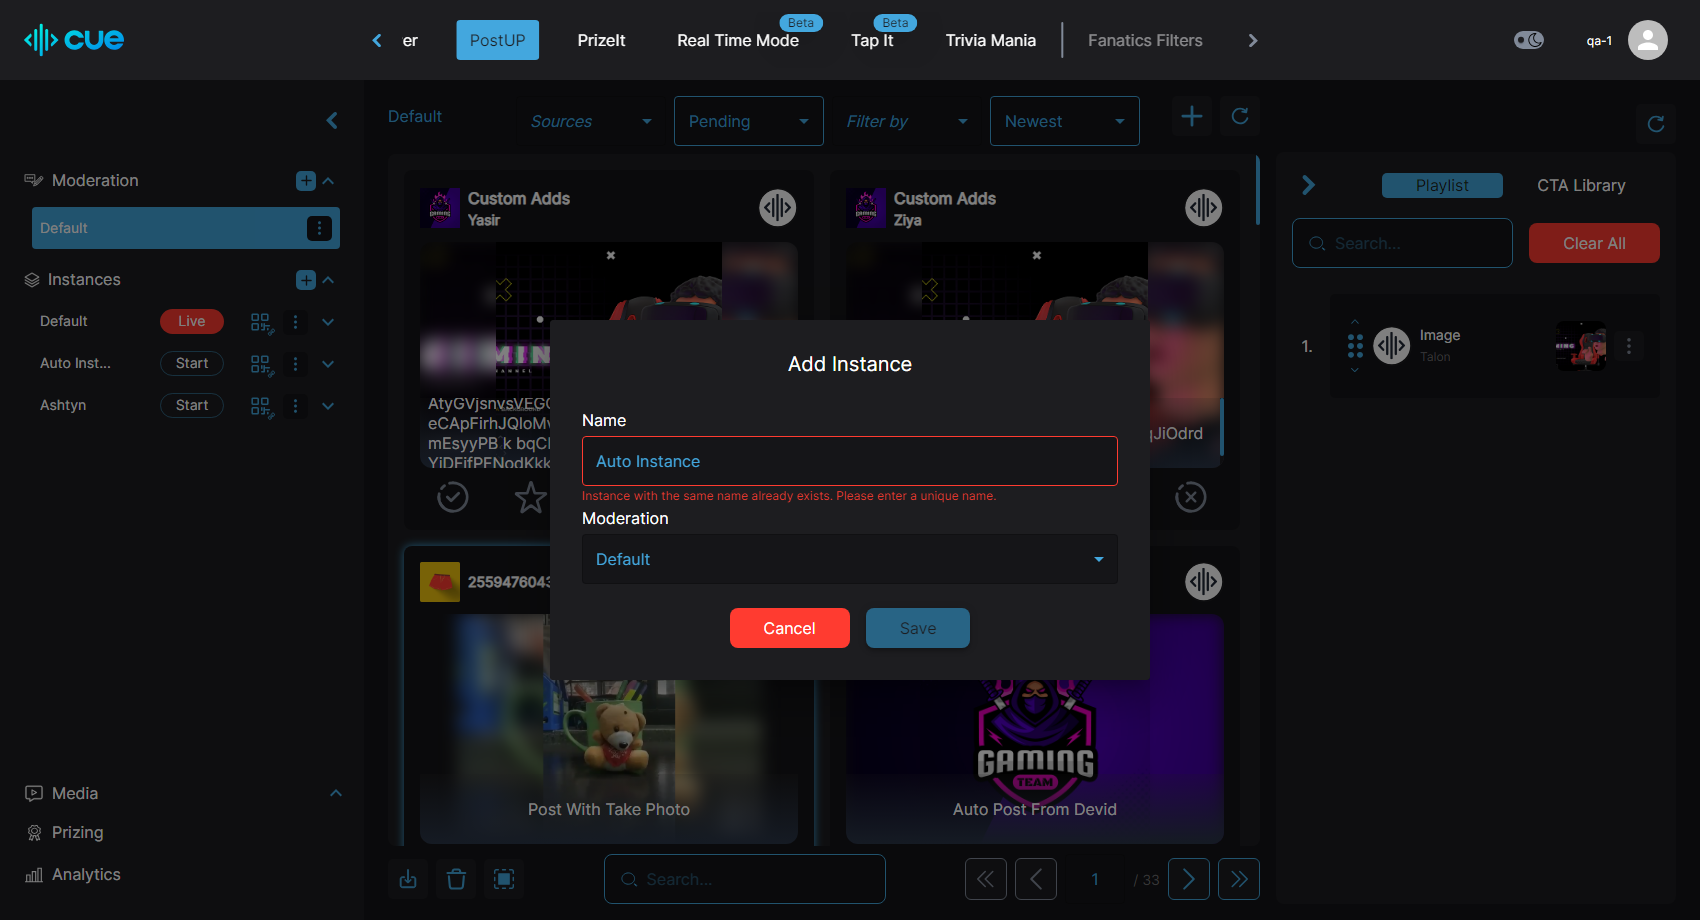 cue
er
PostUP
PrizeIt
Real Time Mode
Beta
Tap It
Beta
Trivia Mania
Fanatics Filters
qa-1
Moderation
Default
Instances
Default
Live
Auto Inst...
Start
Ashtyn
Start
Media
Prizing
Analytics
Default
Sources
Pending
Filter by
Newest
Custom Adds
Yasir
Custom Adds
Ziya
eCApFirhJQloM
mEsyyPB k bqC
YiDFifPFNodKkk
qJiOdrd
Add Instance
Name
Auto Instance
Instance with the same name already exists. Please enter a unique name.
Moderation
Default
Cancel
Save
2559476043
Post With Take Photo
GAMING
TEAM
Auto Post From Devid
Search...
1
/ 33
Playlist
CTA Library
Search...
Clear All
1.
Image
Talon